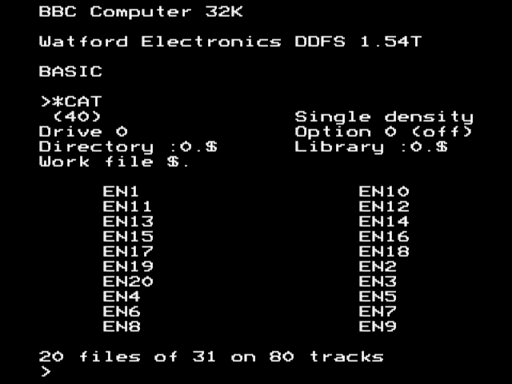 BBC Computer 32K
Watford Electronics DDFS 1.54T
BASIC
>*CAT
(40) Single density
Drive 0 Option 0 (off)
Directory :0.$ Library :0.$
Work file $.
EN1 EN10
EN11 EN12
EN13 EN14
EN15 EN16
EN17 EN18
EN19 EN2
EN20 EN3
EN4 EN5
EN6 EN7
EN8 EN9
20 files of 31 on 80 tracks
>